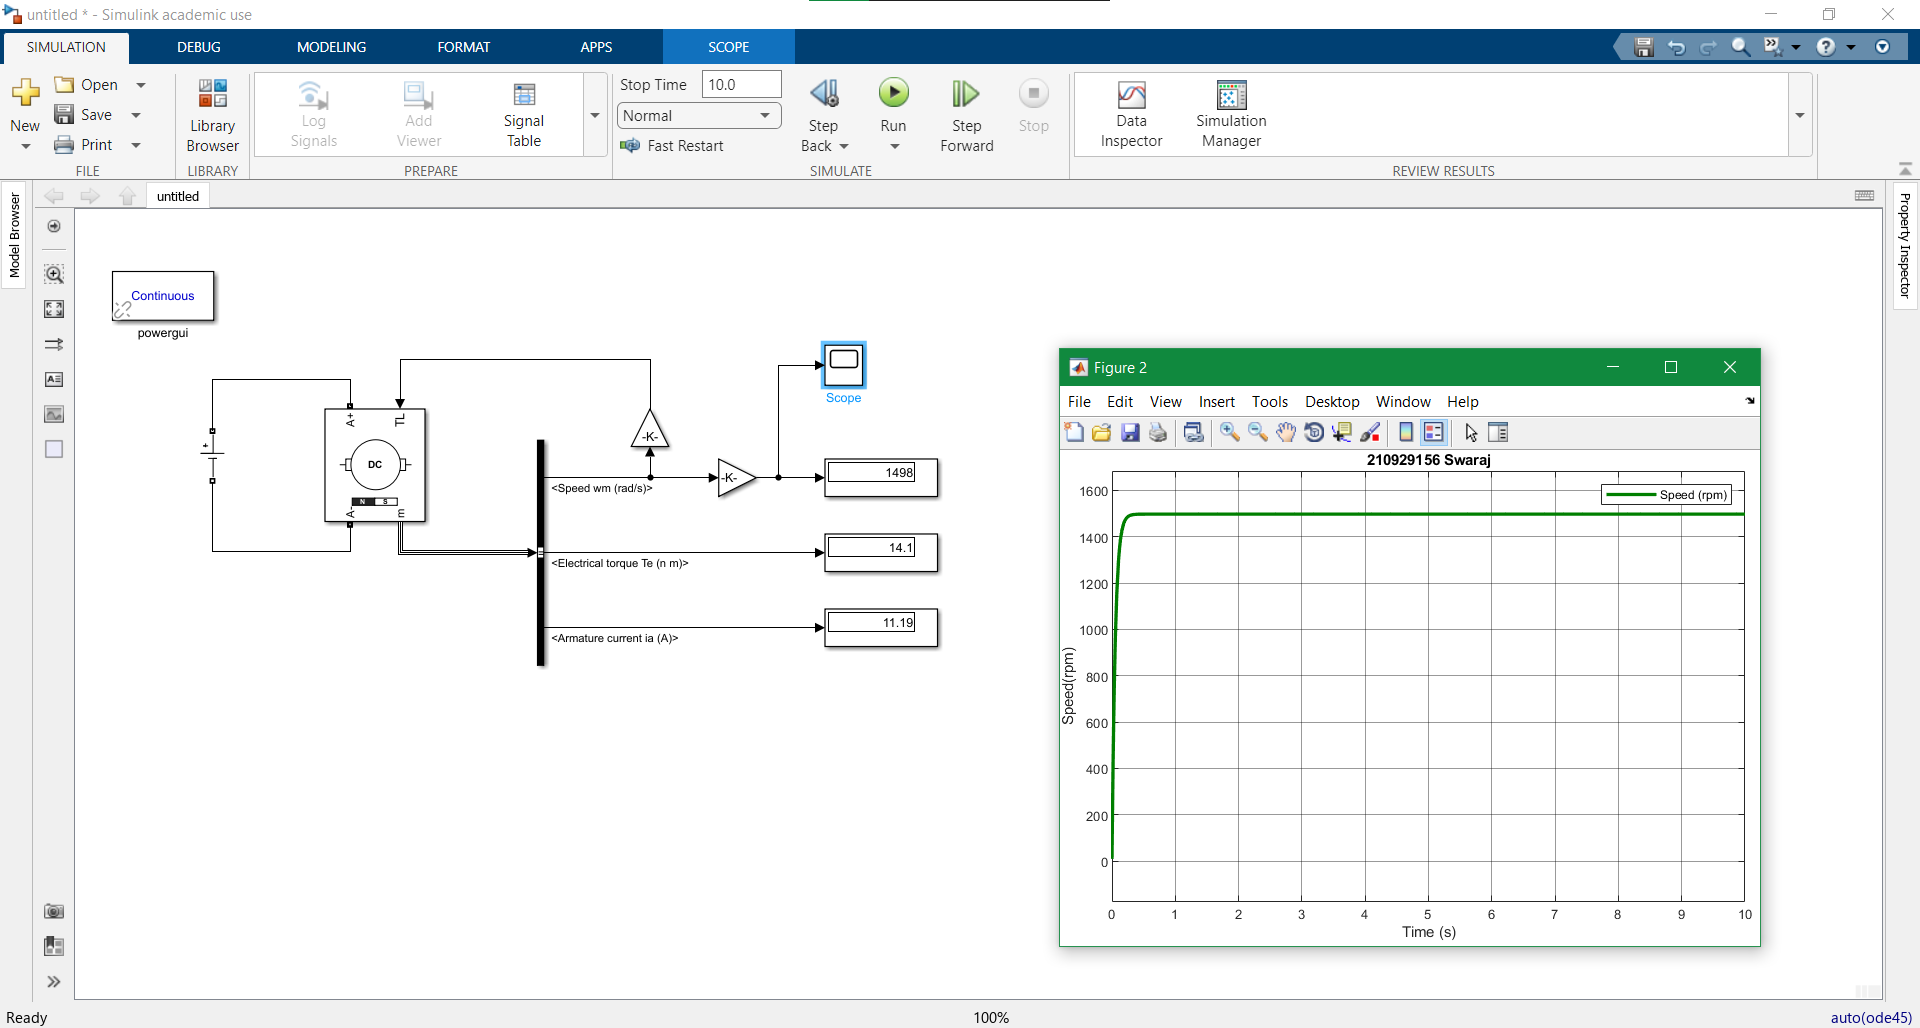 untitled * - Simulink academic use
SIMULATION
DEBUG
MODELING
FORMAT
APPS
SCOPE
New
Open
Save
Print
FILE
Library
Browser
LIBRARY
Log
Signals
Add
Viewer
Signal
Table
PREPARE
Stop Time
10.0
Normal
Fast Restart
Step
Back
Run
Step
Forward
Stop
SIMULATE
Data
Inspector
Simulation
Manager
REVIEW RESULTS
Model Browser
untitled
Property Inspector
Continuous
powergui
A+
TL
DC
N S
A-
m
+
-K-
-K-
Scope
<Speed wm (rad/s)>
1498
<Electrical torque Te (n m)>
14.1
<Armature current ia (A)>
11.19
Figure 2
File Edit View Insert Tools Desktop Window Help
210929156 Swaraj
Speed (rpm)
1600
1400
1200
1000
800
600
400
200
0
Speed(rpm)
0 1 2 3 4 5 6 7 8 9 10
Time (s)
Ready
100%
auto(ode45)